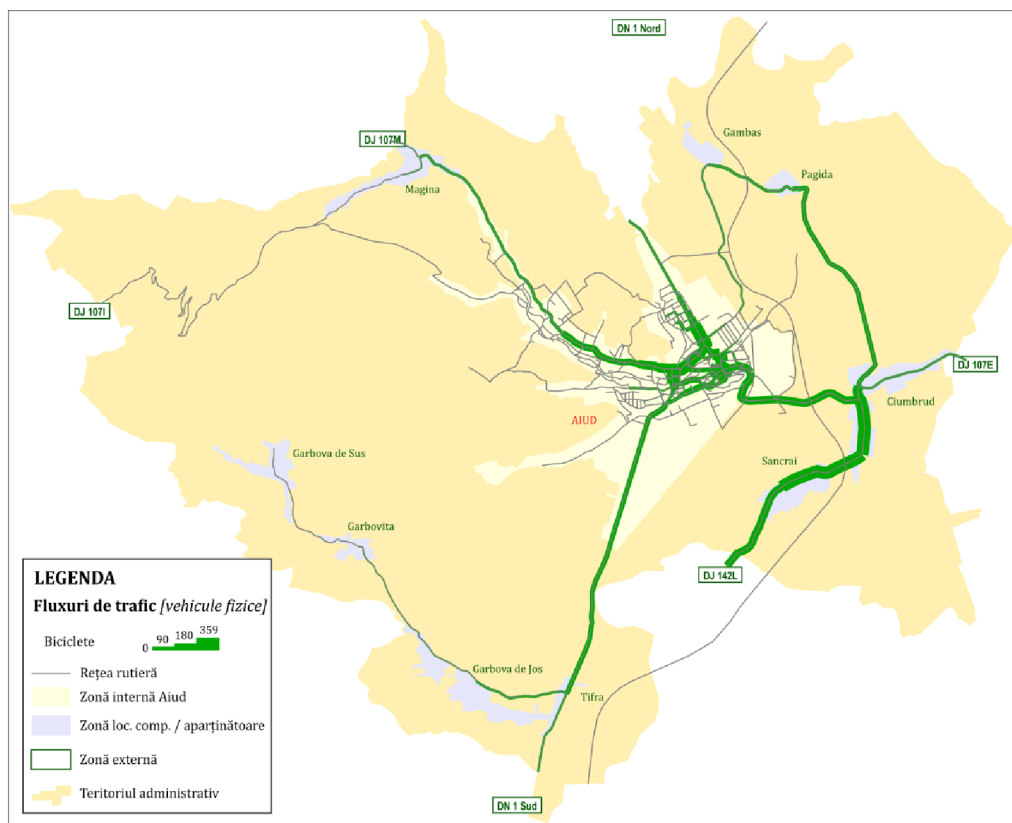 DN 1 Nord
Gambas
DJ 107M
Pagida
Magina
DJ 107I
DJ 107E
Ciumbrud
AIUD
Garbova de Sus
Sancrai
Garbovita
DJ 142L
LEGENDA
Fluxuri de trafic [vehicule fizice]
Biciclete 0 90 180 359
Rețea rutieră
Zonă internă Aiud
Zonă loc. comp. / aparținătoare
Zonă externă
Teritoriul administrativ
Garbova de Jos
Tifra
DN 1 Sud